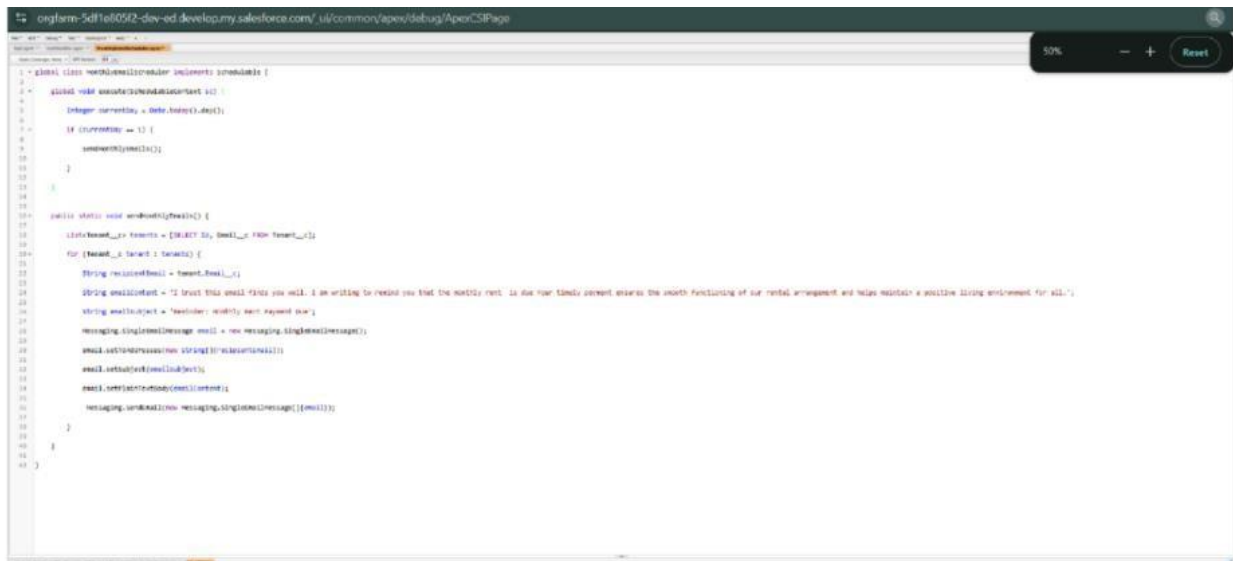 orgfarm-5df1e605f2-dev-ed.develop.my.salesforce.com/_ui/common/apex/debug/ApexCSIPage
50%
Reset
global class MonthlyEmailScheduler implements Schedulable {
global void execute(SchedulableContext sc) {
Integer currentDay = Date.today().day();
if (currentDay == 1) {
sendMonthlyEmails();
}
}
public static void sendMonthlyEmails() {
List<Tenant__c> tenants = [SELECT Id, Email__c FROM Tenant__c];
for (Tenant__c tenant : tenants) {
String recipientEmail = tenant.Email__c;
String emailContent = 'I trust this email finds you well. I am writing to remind you that the monthly rent is due Your timely payment ensures the smooth functioning of our rental arrangement and helps maintain a positive living environment for all.';
String emailSubject = 'Reminder: Monthly Rent Payment Due';
Messaging.SingleEmailMessage email = new Messaging.SingleEmailMessage();
email.setToAddresses(new String[]{recipientEmail});
email.setSubject(emailSubject);
email.setPlainTextBody(emailContent);
Messaging.sendEmail(new Messaging.SingleEmailMessage[]{email});
}
}
}